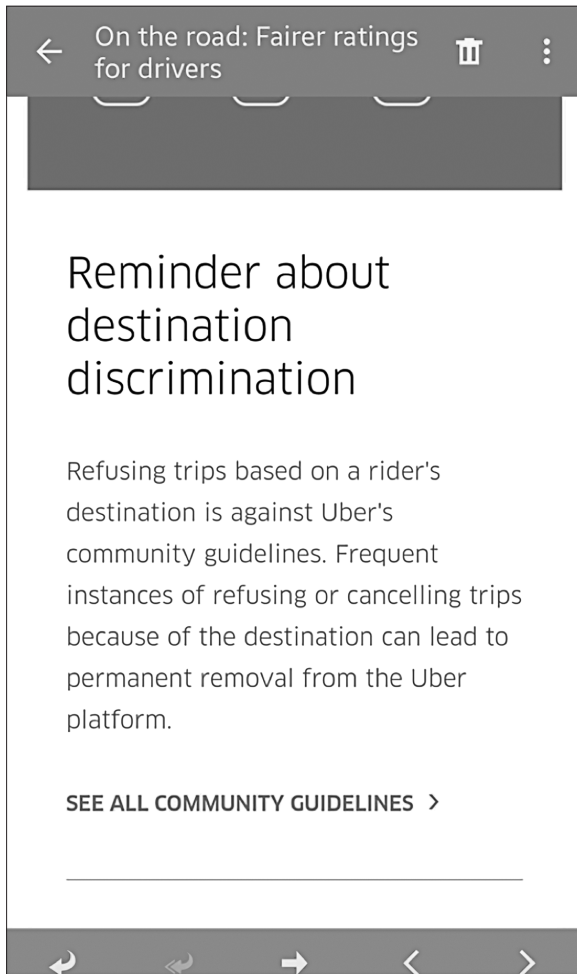 On the road: Fairer ratings
for drivers
Reminder about
destination
discrimination
Refusing trips based on a rider's
destination is against Uber's
community guidelines. Frequent
instances of refusing or cancelling trips
because of the destination can lead to
permanent removal from the Uber
platform.
SEE ALL COMMUNITY GUIDELINES >